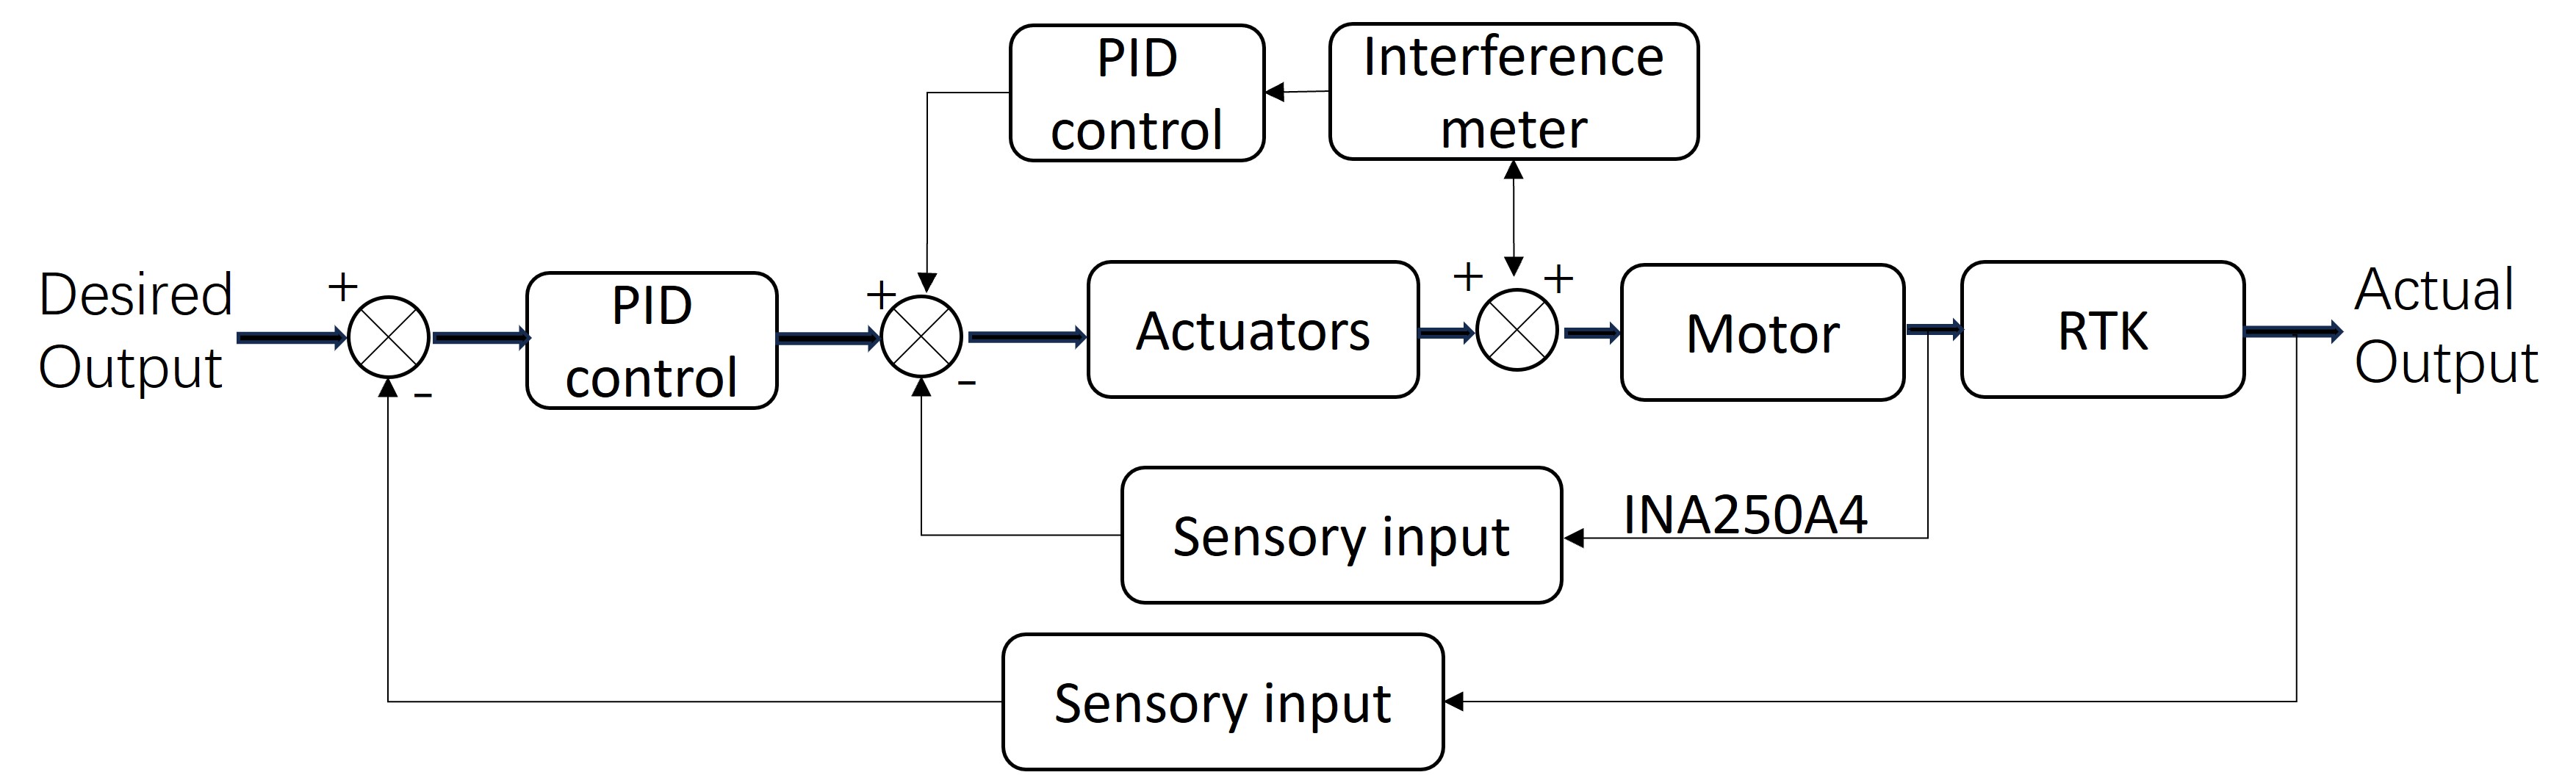 PID
control
Interference
meter
Desired
Output
+
-
PID
control
+
-
Actuators
+
+
Motor
RTK
Actual
Output
Sensory input
INA250A4
Sensory input